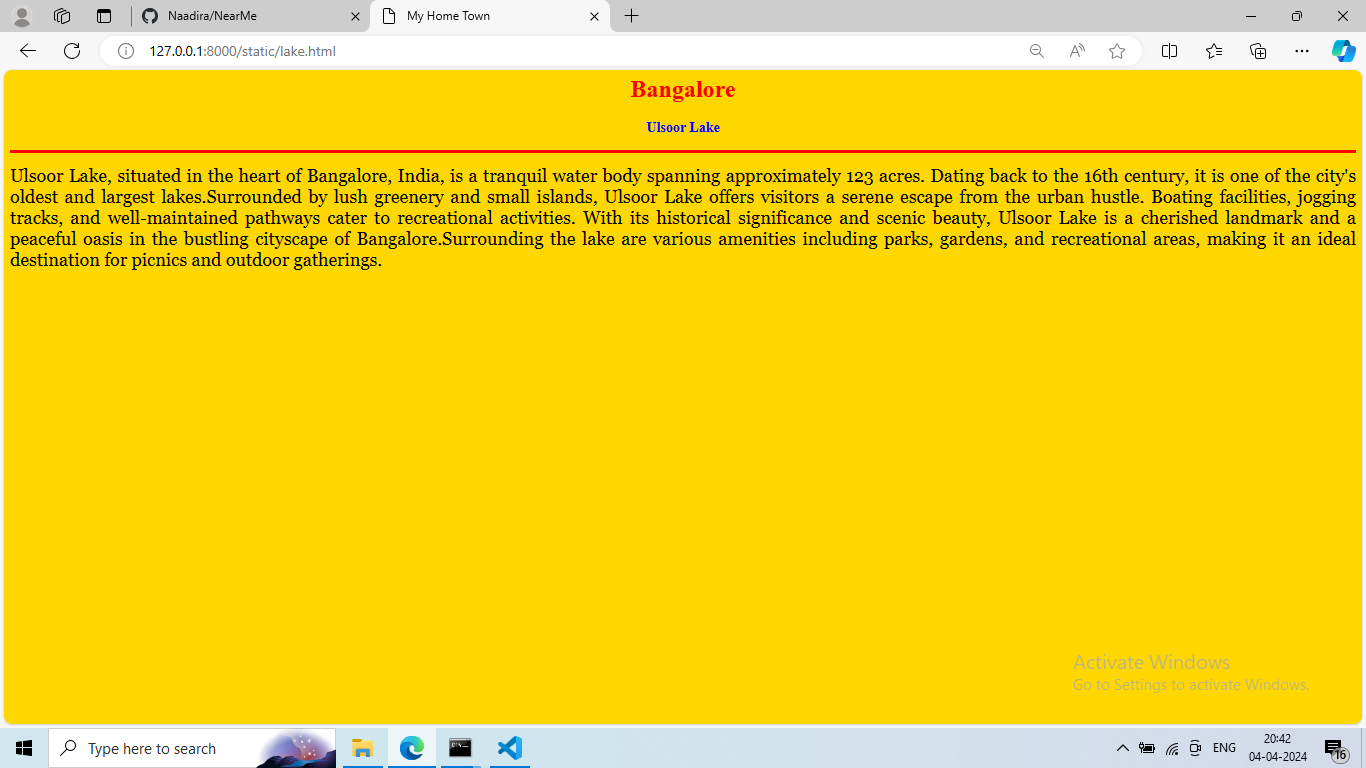 Naadira/NearMe
My Home Town
127.0.0.1:8000/static/lake.html
Bangalore
Ulsoor Lake
Ulsoor Lake, situated in the heart of Bangalore, India, is a tranquil water body spanning approximately 123 acres. Dating back to the 16th century, it is one of the city's
oldest and largest lakes.Surrounded by lush greenery and small islands, Ulsoor Lake offers visitors a serene escape from the urban hustle. Boating facilities, jogging
tracks, and well-maintained pathways cater to recreational activities. With its historical significance and scenic beauty, Ulsoor Lake is a cherished landmark and a
peaceful oasis in the bustling cityscape of Bangalore.Surrounding the lake are various amenities including parks, gardens, and recreational areas, making it an ideal
destination for picnics and outdoor gatherings.
Activate Windows
Go to Settings to activate Windows.
Type here to search
ENG
20:42
04-04-2024
16